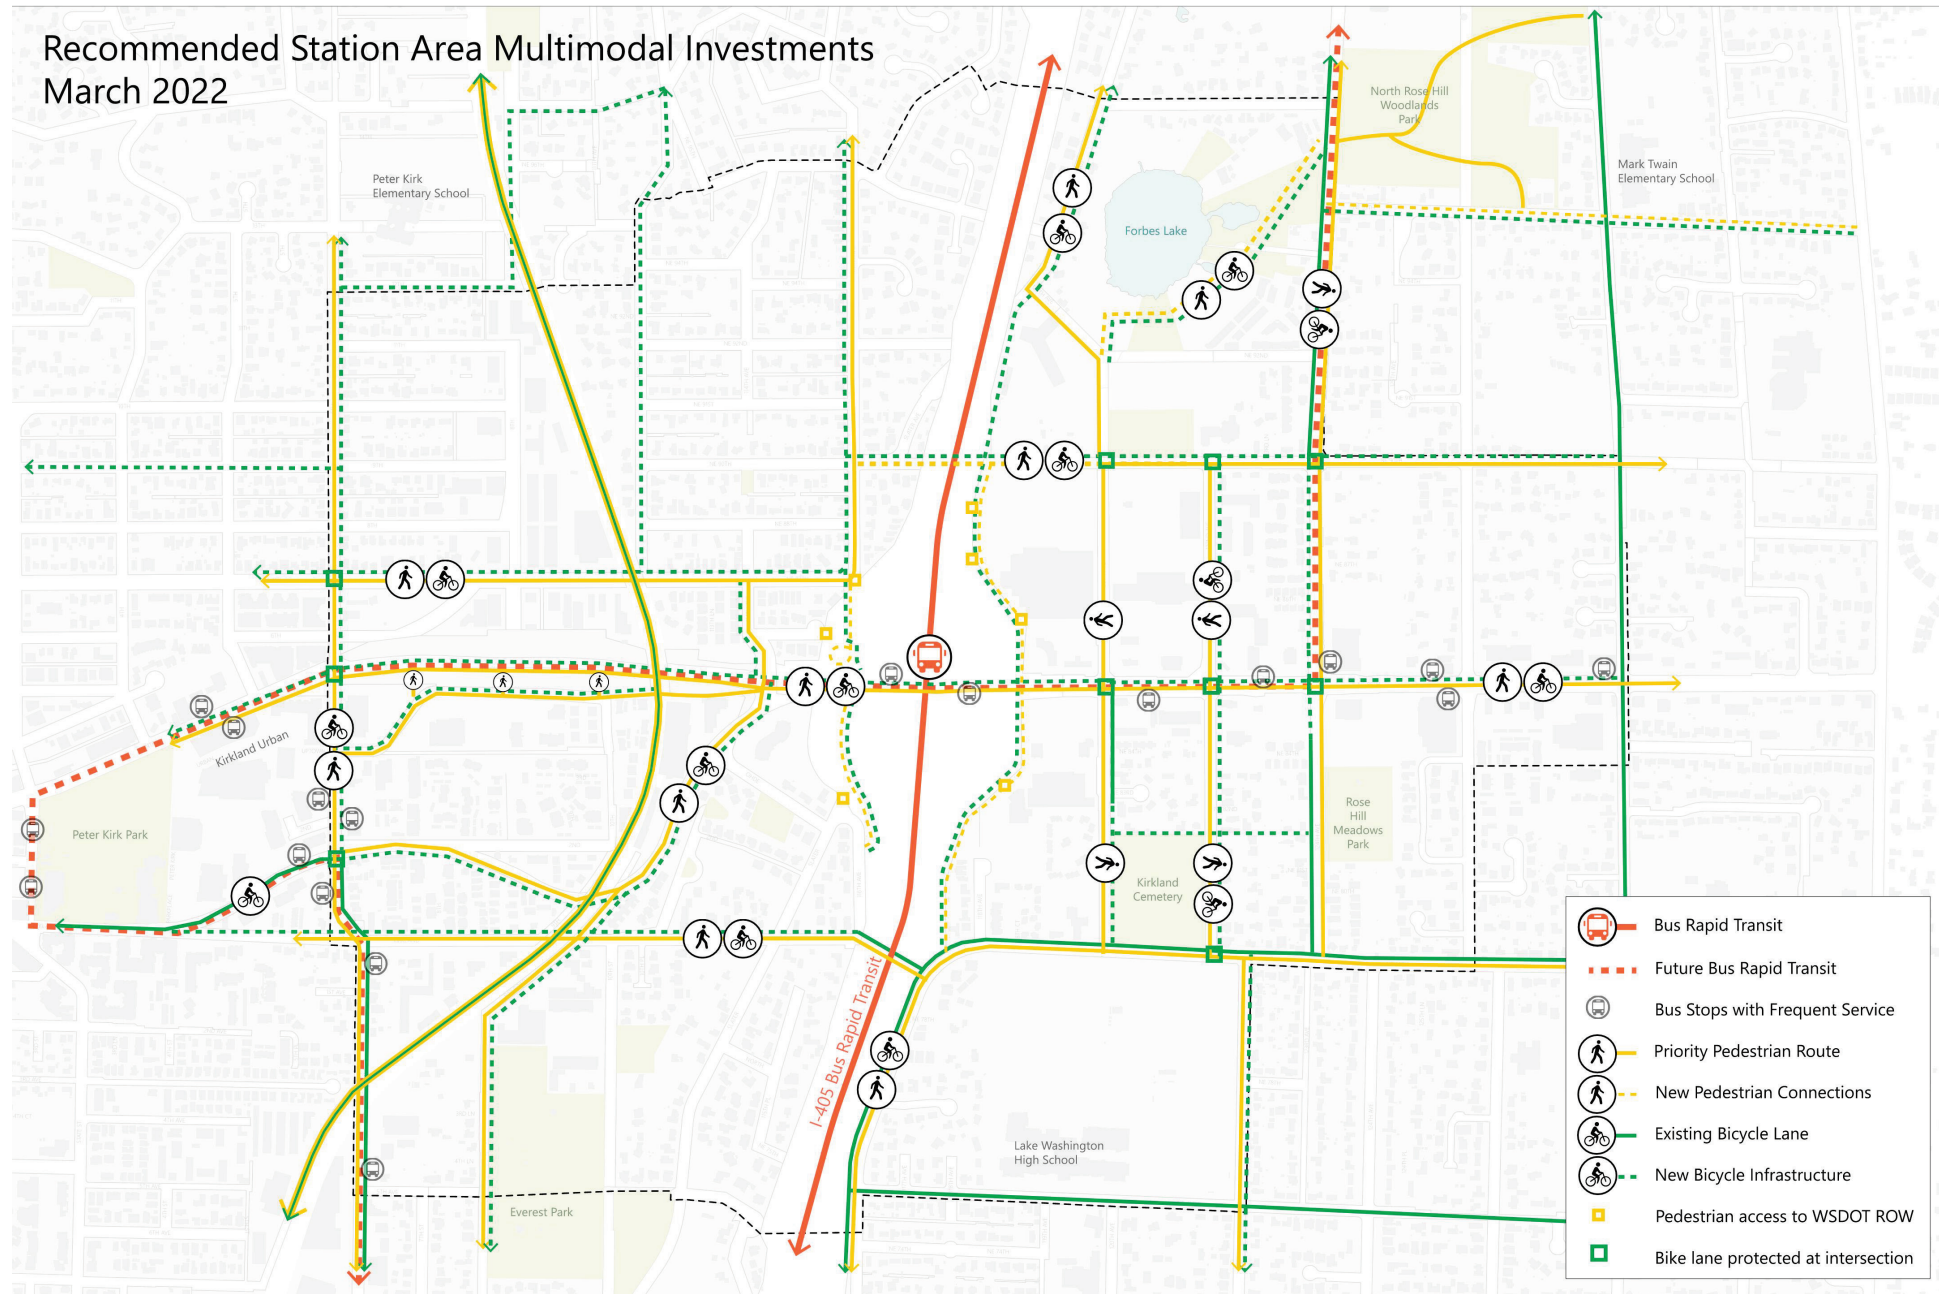 Recommended Station Area Multimodal Investments
March 2022
North Rose Hill
Woodlands
Park
Peter Kirk
Elementary School
Mark Twain
Elementary School
Forbes Lake
Kirkland Urban
Peter Kirk Park
Rose
Hill
Meadows
Park
Kirkland
Cemetery
I-405 Bus Rapid Transit
Lake Washington
High School
Everest Park
Bus Rapid Transit
Future Bus Rapid Transit
Bus Stops with Frequent Service
Priority Pedestrian Route
New Pedestrian Connections
Existing Bicycle Lane
New Bicycle Infrastructure
Pedestrian access to WSDOT ROW
Bike lane protected at intersection